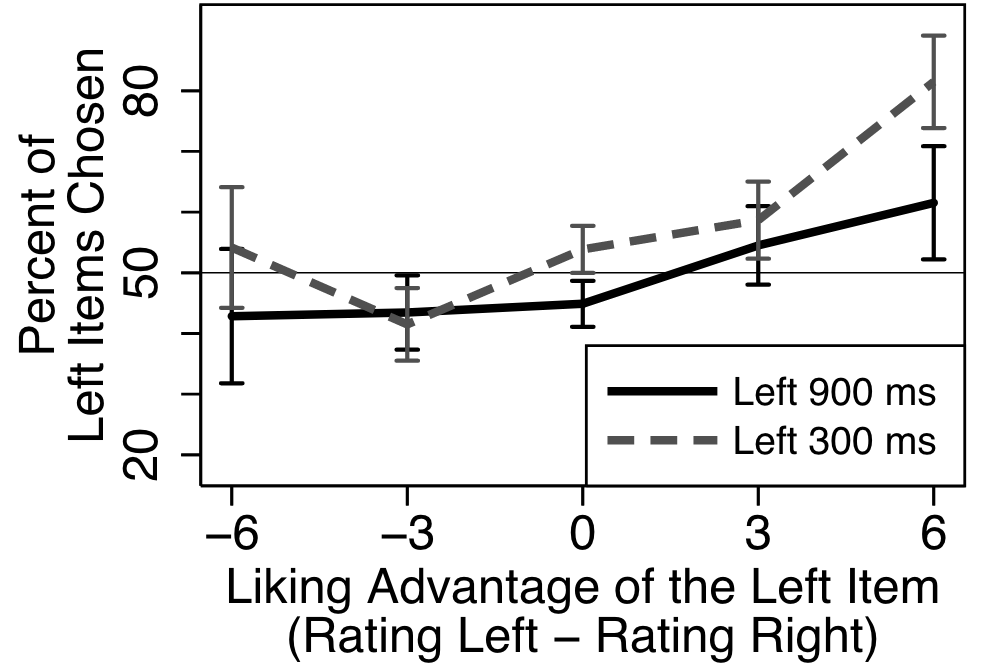 Percent of
Left Items Chosen
80
50
20
Left 900 ms
Left 300 ms
−6 −3 0 3 6
Liking Advantage of the Left Item
(Rating Left − Rating Right)